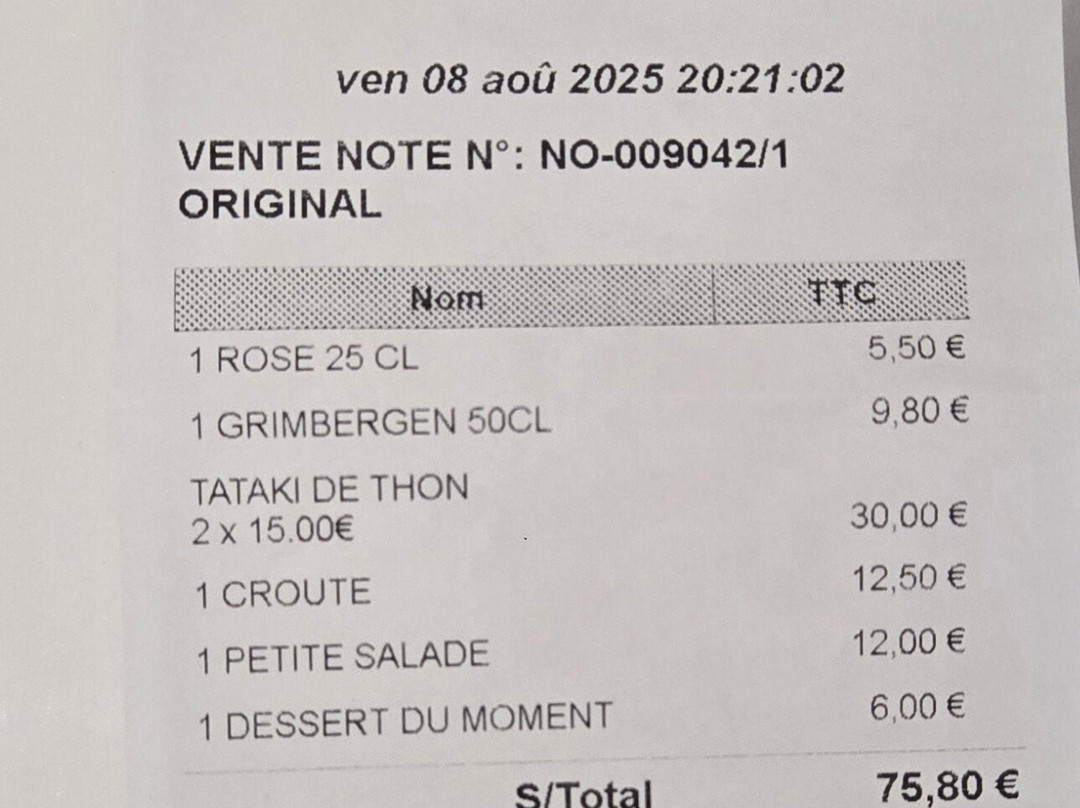 ven 08 aoû 2025 20:21:02
VENTE NOTE N°: NO-009042/1
ORIGINAL
Nom TTC
1 ROSE 25 CL 5,50 €
1 GRIMBERGEN 50CL 9,80 €
TATAKI DE THON
2 x 15.00€ 30,00 €
1 CROUTE 12,50 €
1 PETITE SALADE 12,00 €
1 DESSERT DU MOMENT 6,00 €
S/Total 75,80 €